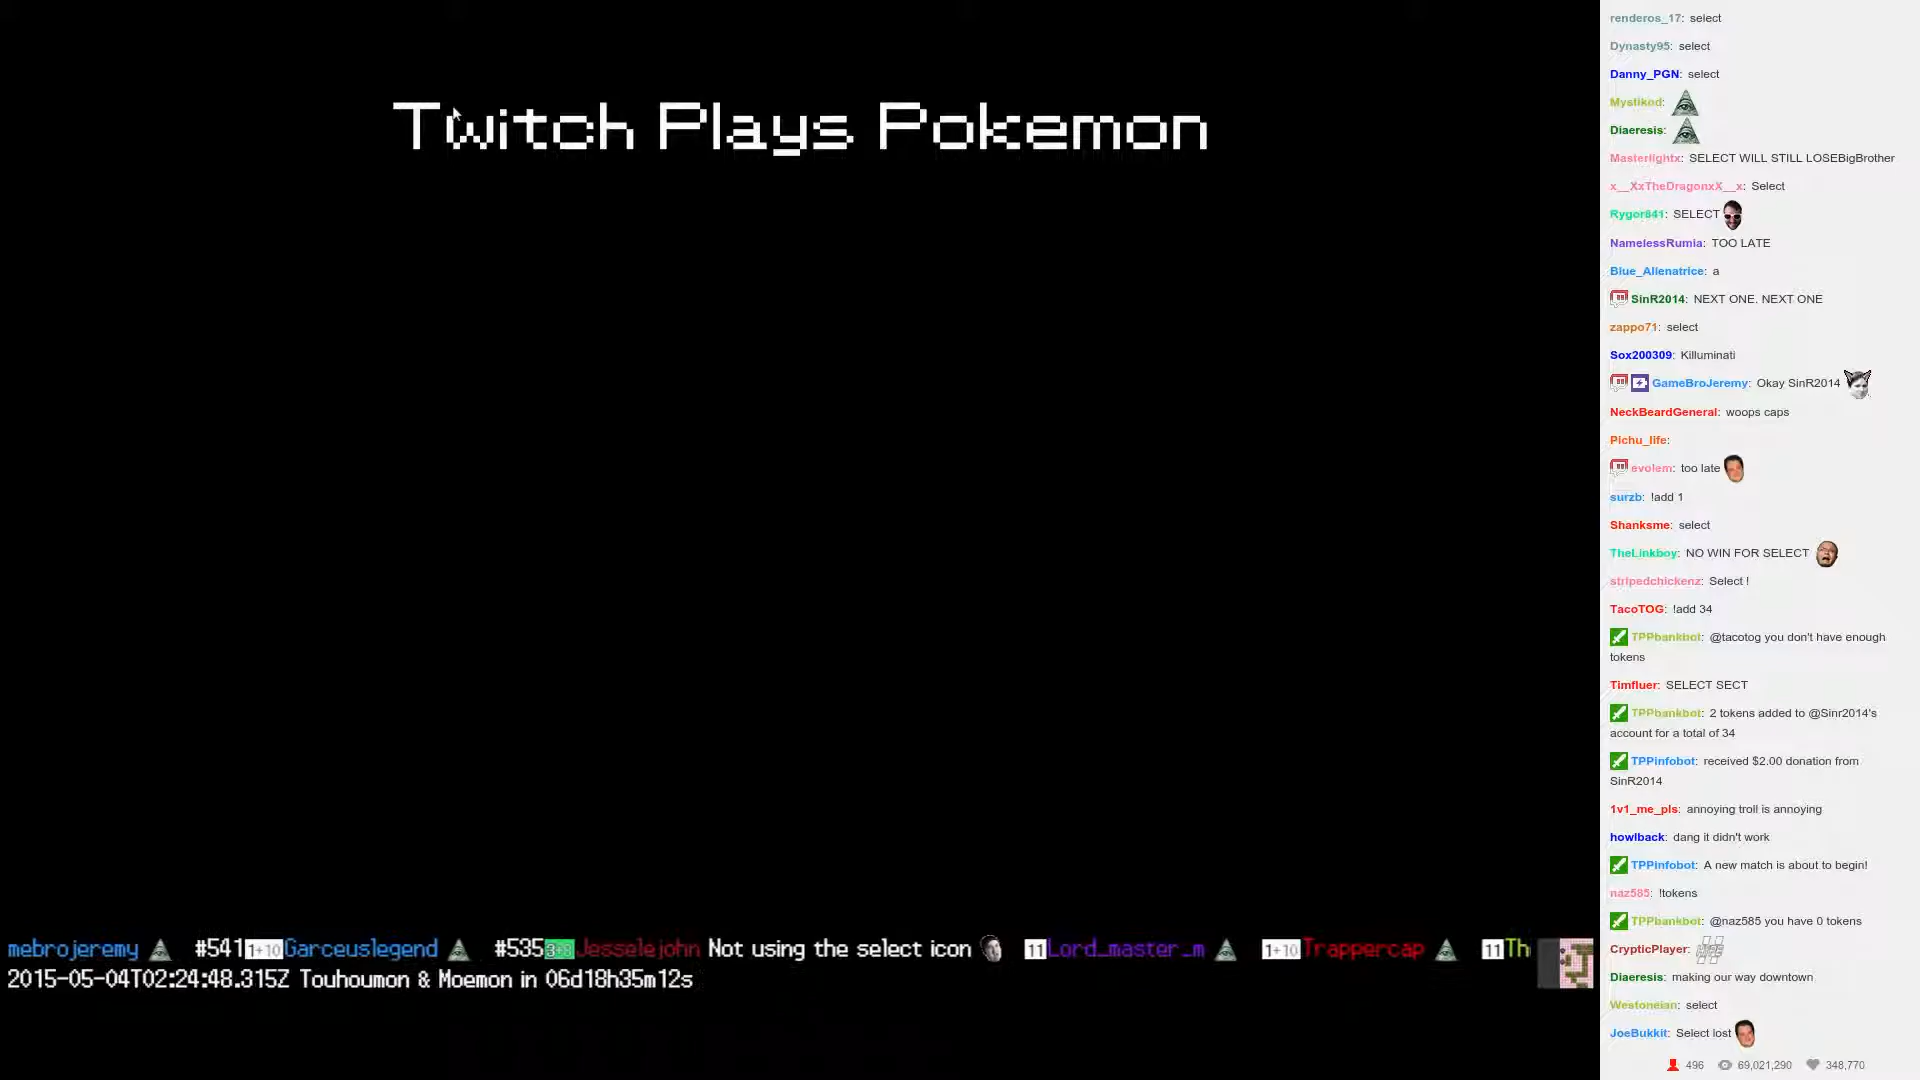 Twitch Plays Pokemon
mebrojeremy #541 1+10 Garceuslegend #535 3+8 Jesselejohn Not using the select icon 11 Lord_master_m 1+10 Trappercap 11 Th
2015-05-04T02:24:48.315Z Touhoumon & Moemon in 06d18h35m12s
renderos_17: select
Dynasty95: select
Danny_PGN: select
Mystikod:
Diaeresis:
Masterlightx: SELECT WILL STILL LOSEBigBrother
x__XxTheDragonxX__x: Select
Rygor841: SELECT
NamelessRumia: TOO LATE
Blue_Alienatrice: a
SinR2014: NEXT ONE. NEXT ONE
zappo71: select
Sox200309: Killuminati
GameBroJeremy: Okay SinR2014
NeckBeardGeneral: woops caps
Pichu_life:
evolem: too late
surzb: !add 1
Shanksme: select
TheLinkboy: NO WIN FOR SELECT
stripedchickenz: Select !
TacoTOG: !add 34
TPPbankbot: @tacotog you don't have enough
tokens
Timfluer: SELECT SECT
TPPbankbot: 2 tokens added to @Sinr2014's
account for a total of 34
TPPinfobot: received $2.00 donation from
SinR2014
1v1_me_pls: annoying troll is annoying
howlback: dang it didn't work
TPPinfobot: A new match is about to begin!
naz585: !tokens
TPPbankbot: @naz585 you have 0 tokens
CrypticPlayer:
Diaeresis: making our way downtown
Westoneian: select
JoeBukkit: Select lost
496 69,021,290 348,770